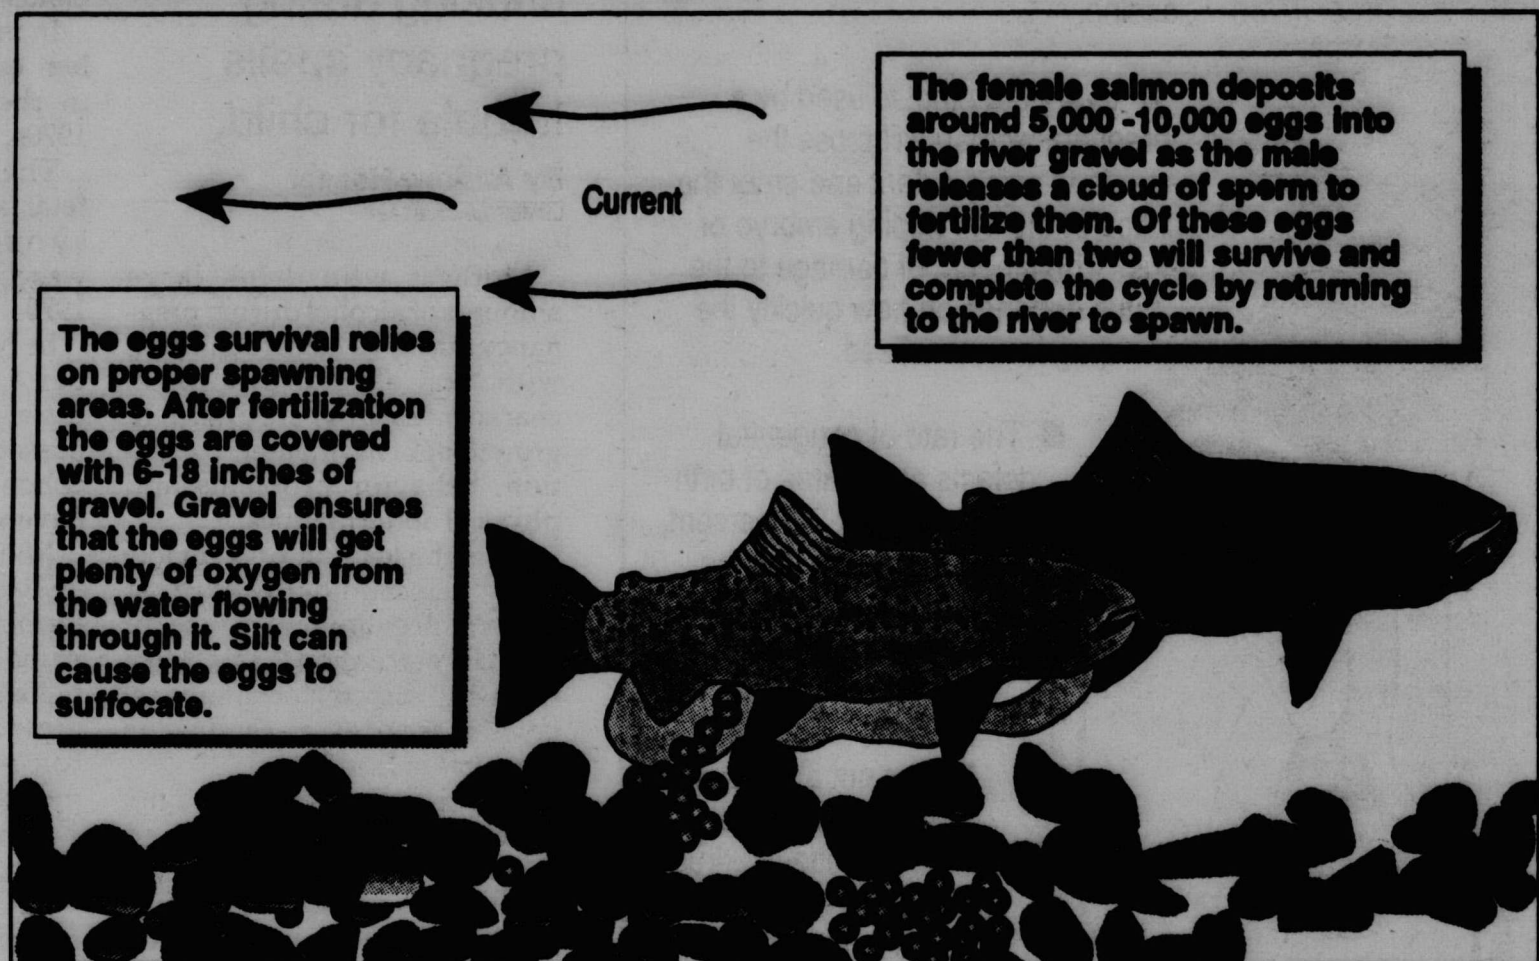 The female salmon deposits
around 5,000 -10,000 eggs into
the river gravel as the male
releases a cloud of sperm to
fertilize them. Of these eggs
fewer than two will survive and
complete the cycle by returning
to the river to spawn.
Current
The eggs survival relies
on proper spawning
areas. After fertilization
the eggs are covered
with 6-18 inches of
gravel. Gravel ensures
that the eggs will get
plenty of oxygen from
the water flowing
through it. Silt can
cause the eggs to
suffocate.